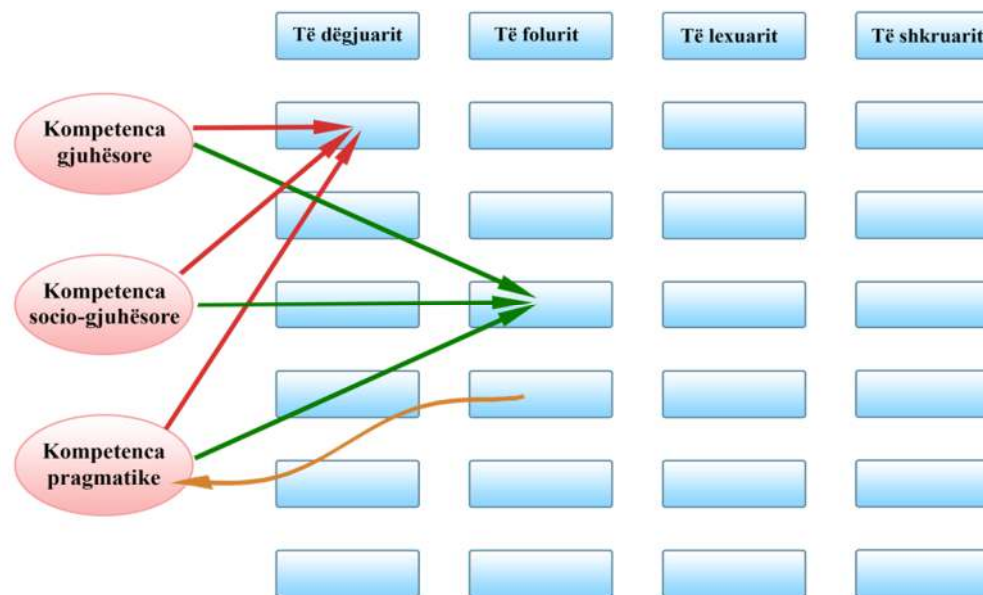 Të dëgjuarit
Të folurit
Të lexuarit
Të shkruarit
Kompetenca
gjuhësore
Kompetenca
socio-gjuhësore
Kompetenca
pragmatike